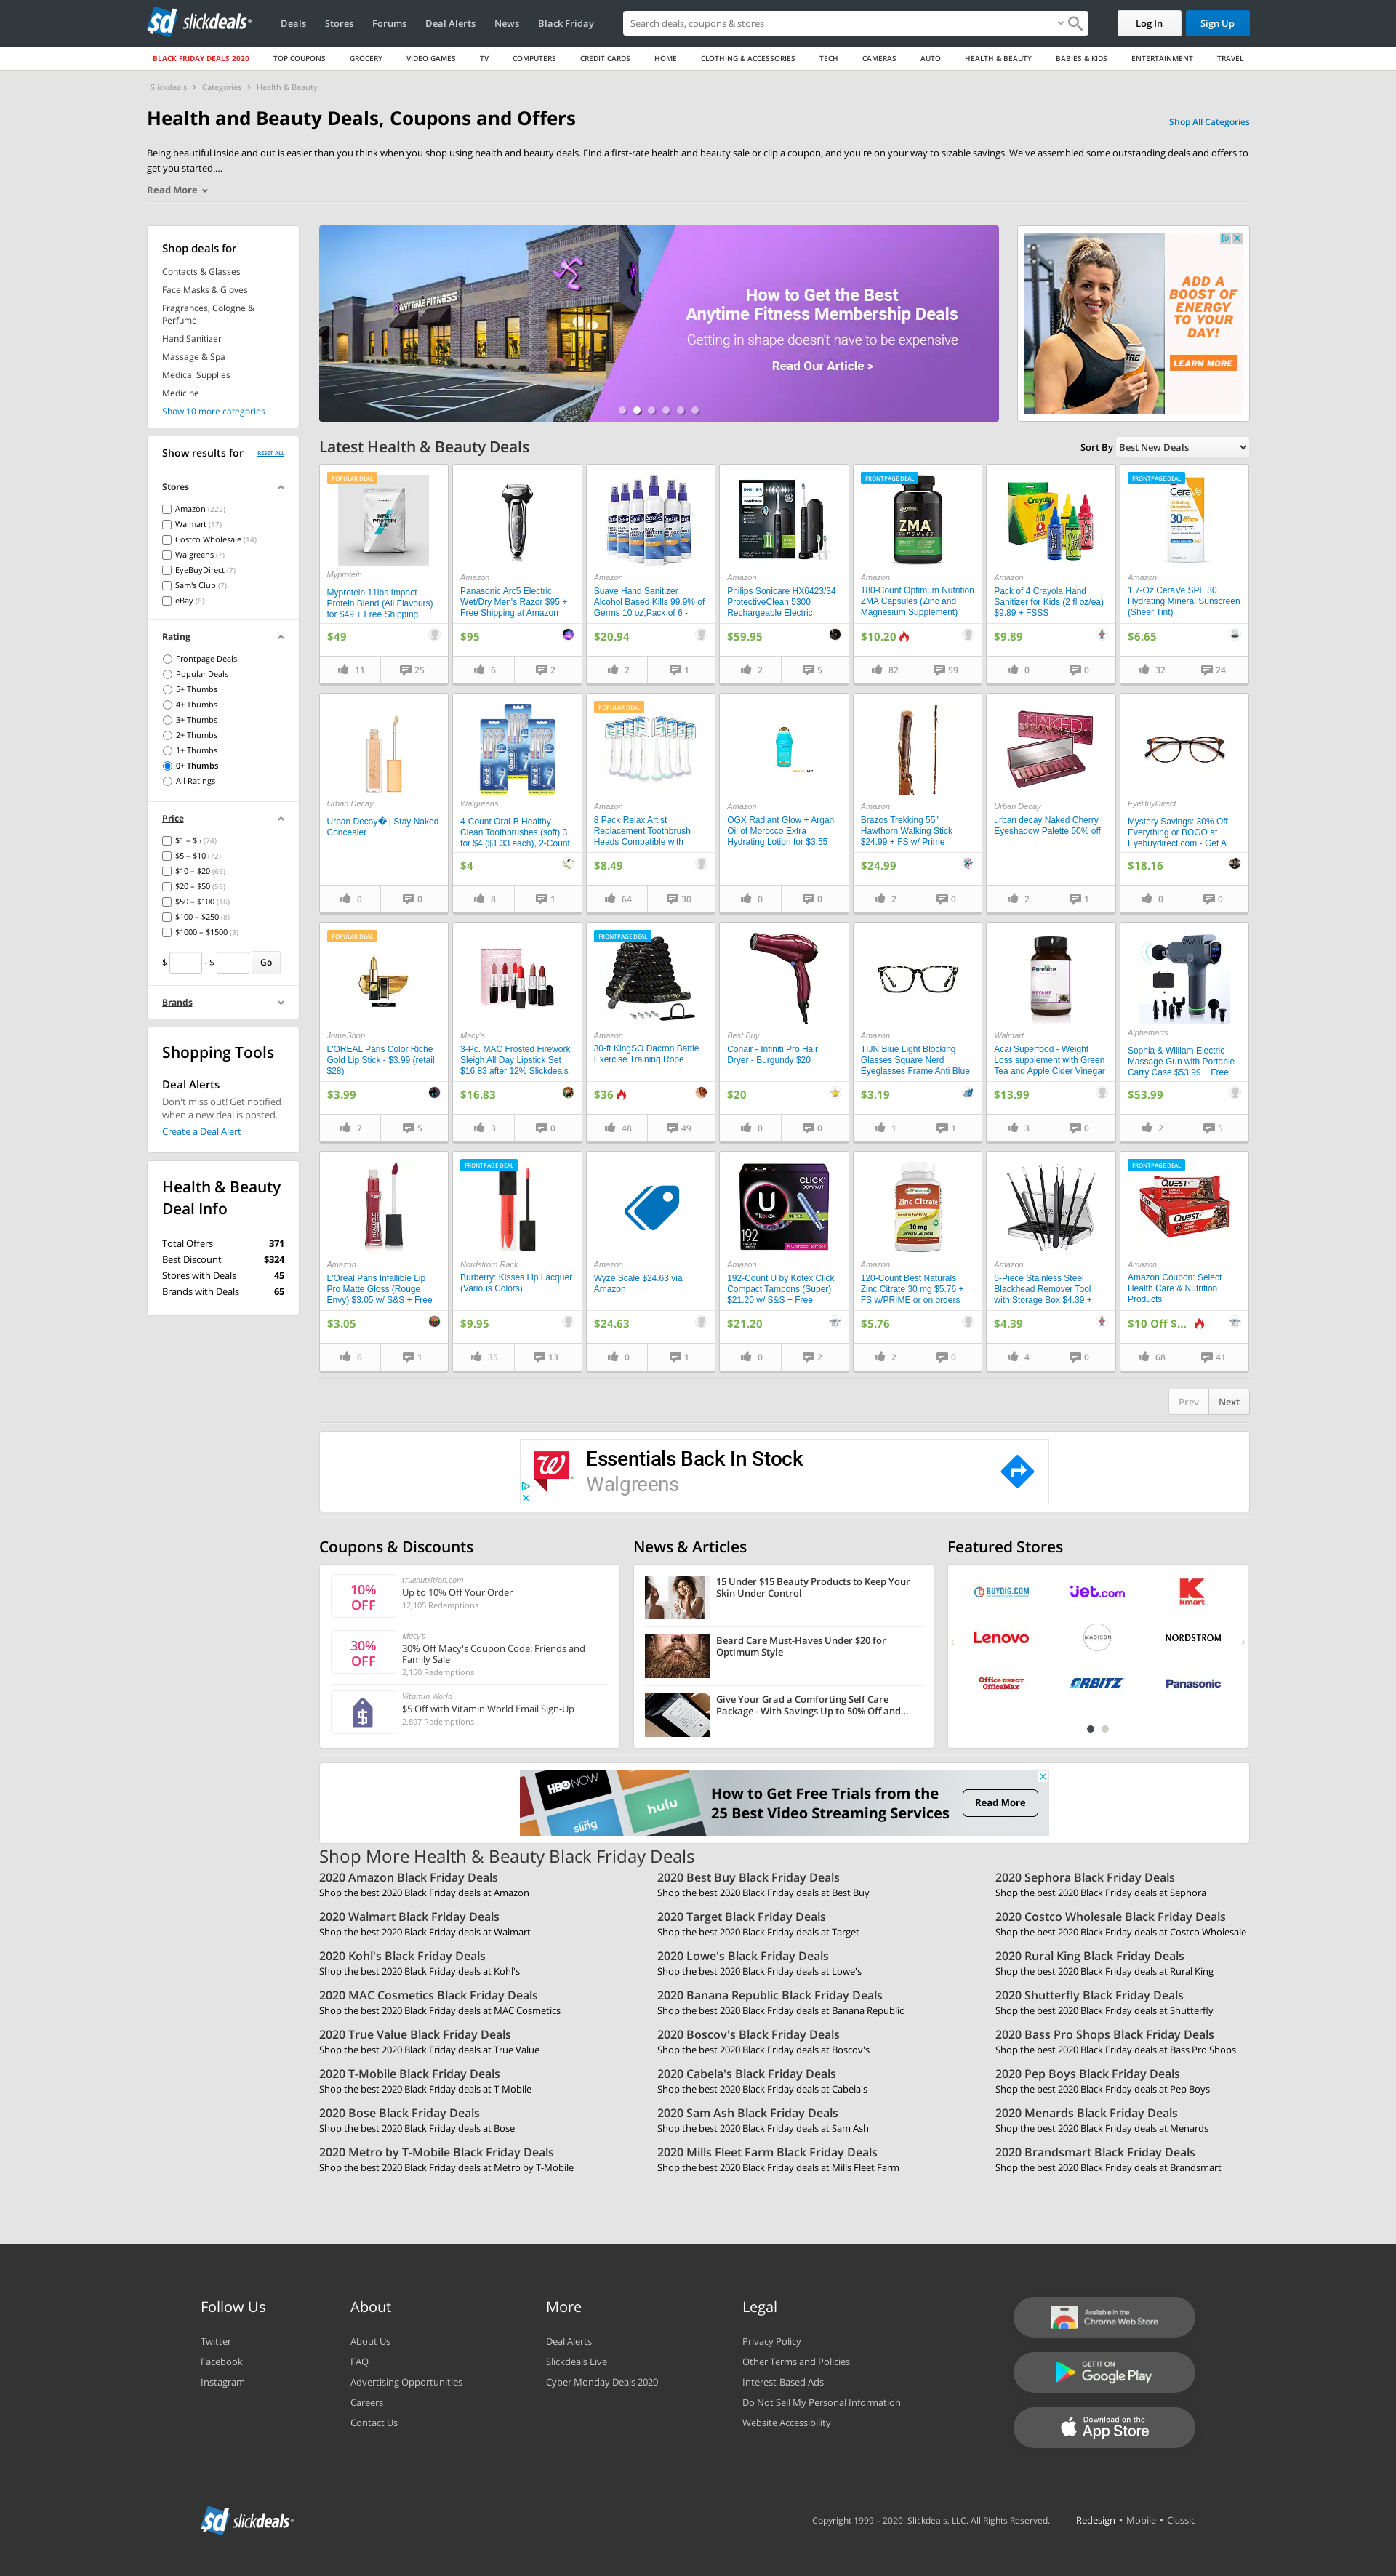 slickdeals
Deals Stores Forums Deal Alerts News Black Friday
Search deals, coupons & stores
Log In Sign Up
BLACK FRIDAY DEALS 2020 TOP COUPONS GROCERY VIDEO GAMES TV COMPUTERS CREDIT CARDS HOME CLOTHING & ACCESSORIES TECH CAMERAS AUTO HEALTH & BEAUTY BABIES & KIDS ENTERTAINMENT TRAVEL
Slickdeals › Categories › Health & Beauty
Health and Beauty Deals, Coupons and Offers
Shop All Categories
Being beautiful inside and out is easier than you think when you shop using health and beauty deals. Find a first-rate health and beauty sale or clip a coupon, and you're on your way to sizable savings. We've assembled some outstanding deals and offers to
get you started....
Read More
Shop deals for
Contacts & Glasses
Face Masks & Gloves
Fragrances, Cologne &
Perfume
Hand Sanitizer
Massage & Spa
Medical Supplies
Medicine
Show 10 more categories
Show results for RESET ALL
Stores
Amazon (222)
Walmart (17)
Costco Wholesale (14)
Walgreens (7)
EyeBuyDirect (7)
Sam's Club (7)
eBay (6)
Rating
Frontpage Deals
Popular Deals
5+ Thumbs
4+ Thumbs
3+ Thumbs
2+ Thumbs
1+ Thumbs
0+ Thumbs
All Ratings
Price
$1 – $5 (74)
$5 – $10 (72)
$10 – $20 (69)
$20 – $50 (59)
$50 – $100 (16)
$100 – $250 (8)
$1000 – $1500 (3)
$ - $ Go
Brands
Shopping Tools
Deal Alerts
Don't miss out! Get notified
when a new deal is posted.
Create a Deal Alert
Health & Beauty
Deal Info
Total Offers 371
Best Discount $324
Stores with Deals 45
Brands with Deals 65
ANYTIME FITNESS
How to Get the Best
Anytime Fitness Membership Deals
Getting in shape doesn't have to be expensive
Read Our Article >
ADD A
BOOST OF
ENERGY
TO YOUR
DAY!
LEARN MORE
Latest Health & Beauty Deals
Sort By Best New Deals
POPULAR DEAL
Myprotein
Myprotein 11lbs Impact
Protein Blend (All Flavours)
for $49 + Free Shipping
$49
11 25
Amazon
Panasonic Arc5 Electric
Wet/Dry Men's Razor $95 +
Free Shipping at Amazon
$95
6 2
Amazon
Suave Hand Sanitizer
Alcohol Based Kills 99.9% of
Germs 10 oz,Pack of 6 -
$20.94
2 1
PHILIPS
Amazon
Philips Sonicare HX6423/34
ProtectiveClean 5300
Rechargeable Electric
$59.95
2 5
FRONTPAGE DEAL
ZMA
Amazon
180-Count Optimum Nutrition
ZMA Capsules (Zinc and
Magnesium Supplement)
$10.20
82 59
Crayola
Amazon
Pack of 4 Crayola Hand
Sanitizer for Kids (2 fl oz/ea)
$9.89 + FSSS
$9.89
0 0
FRONTPAGE DEAL
CeraVe
30
Amazon
1.7-Oz CeraVe SPF 30
Hydrating Mineral Sunscreen
(Sheer Tint)
$6.65
32 24
Urban Decay
Urban Decay� | Stay Naked
Concealer
0 0
Oral-B
Walgreens
4-Count Oral-B Healthy
Clean Toothbrushes (soft) 3
for $4 ($1.33 each), 2-Count
$4
8 1
POPULAR DEAL
Amazon
8 Pack Relax Artist
Replacement Toothbrush
Heads Compatible with
$8.49
64 30
Amazon
OGX Radiant Glow + Argan
Oil of Morocco Extra
Hydrating Lotion for $3.55
0 0
Amazon
Brazos Trekking 55"
Hawthorn Walking Stick
$24.99 + FS w/ Prime
$24.99
2 0
NAKED
Urban Decay
urban decay Naked Cherry
Eyeshadow Palette 50% off
2 1
EyeBuyDirect
Mystery Savings: 30% Off
Everything or BOGO at
Eyebuydirect.com - Get A
$18.16
0 0
POPULAR DEAL
JomaShop
L'OREAL Paris Color Riche
Gold Lip Stick - $3.99 (retail
$28)
$3.99
7 5
Macy's
3-Pc. MAC Frosted Firework
Sleigh All Day Lipstick Set
$16.83 after 12% Slickdeals
$16.83
3 0
FRONTPAGE DEAL
Amazon
30-ft KingSO Dacron Battle
Exercise Training Rope
$36
48 49
Best Buy
Conair - Infiniti Pro Hair
Dryer - Burgundy $20
$20
0 0
Amazon
TIJN Blue Light Blocking
Glasses Square Nerd
Eyeglasses Frame Anti Blue
$3.19
1 1
PureVite
REVAMP
Walmart
Acai Superfood - Weight
Loss supplement with Green
Tea and Apple Cider Vinegar
$13.99
3 0
Alphamarts
Sophia & William Electric
Massage Gun with Portable
Carry Case $53.99 + Free
$53.99
2 5
Amazon
L'Oréal Paris Infallible Lip
Pro Matte Gloss (Rouge
Envy) $3.05 w/ S&S + Free
$3.05
6 1
FRONTPAGE DEAL
Nordstrom Rack
Burberry: Kisses Lip Lacquer
(Various Colors)
$9.95
35 13
Amazon
Wyze Scale $24.63 via
Amazon
$24.63
0 1
U
CLICK
COMPACT
SUPER
192
Amazon
192-Count U by Kotex Click
Compact Tampons (Super)
$21.20 w/ S&S + Free
$21.20
0 2
Zinc Citrate
30 mg
Amazon
120-Count Best Naturals
Zinc Citrate 30 mg $5.76 +
FS w/PRIME or on orders
$5.76
2 0
Amazon
6-Piece Stainless Steel
Blackhead Remover Tool
with Storage Box $4.39 +
$4.39
4 0
FRONTPAGE DEAL
QUEST
Amazon
Amazon Coupon: Select
Health Care & Nutrition
Products
$10 Off $...
68 41
Prev Next
Essentials Back In Stock
Walgreens
Coupons & Discounts
10%
OFF
truenutrition.com
Up to 10% Off Your Order
12,105 Redemptions
30%
OFF
Macy's
30% Off Macy's Coupon Code: Friends and
Family Sale
2,150 Redemptions
Vitamin World
$5 Off with Vitamin World Email Sign-Up
2,897 Redemptions
News & Articles
15 Under $15 Beauty Products to Keep Your
Skin Under Control
Beard Care Must-Haves Under $20 for
Optimum Style
Give Your Grad a Comforting Self Care
Package - With Savings Up to 50% Off and...
Featured Stores
BUYDIG.COM jet.com kmart
Lenovo MADISON NORDSTROM
Office DEPOT
OfficeMax ORBITZ Panasonic
HBO NOW
hulu
sling
How to Get Free Trials from the
25 Best Video Streaming Services
Read More
Shop More Health & Beauty Black Friday Deals
2020 Amazon Black Friday Deals
Shop the best 2020 Black Friday deals at Amazon
2020 Best Buy Black Friday Deals
Shop the best 2020 Black Friday deals at Best Buy
2020 Sephora Black Friday Deals
Shop the best 2020 Black Friday deals at Sephora
2020 Walmart Black Friday Deals
Shop the best 2020 Black Friday deals at Walmart
2020 Target Black Friday Deals
Shop the best 2020 Black Friday deals at Target
2020 Costco Wholesale Black Friday Deals
Shop the best 2020 Black Friday deals at Costco Wholesale
2020 Kohl's Black Friday Deals
Shop the best 2020 Black Friday deals at Kohl's
2020 Lowe's Black Friday Deals
Shop the best 2020 Black Friday deals at Lowe's
2020 Rural King Black Friday Deals
Shop the best 2020 Black Friday deals at Rural King
2020 MAC Cosmetics Black Friday Deals
Shop the best 2020 Black Friday deals at MAC Cosmetics
2020 Banana Republic Black Friday Deals
Shop the best 2020 Black Friday deals at Banana Republic
2020 Shutterfly Black Friday Deals
Shop the best 2020 Black Friday deals at Shutterfly
2020 True Value Black Friday Deals
Shop the best 2020 Black Friday deals at True Value
2020 Boscov's Black Friday Deals
Shop the best 2020 Black Friday deals at Boscov's
2020 Bass Pro Shops Black Friday Deals
Shop the best 2020 Black Friday deals at Bass Pro Shops
2020 T-Mobile Black Friday Deals
Shop the best 2020 Black Friday deals at T-Mobile
2020 Cabela's Black Friday Deals
Shop the best 2020 Black Friday deals at Cabela's
2020 Pep Boys Black Friday Deals
Shop the best 2020 Black Friday deals at Pep Boys
2020 Bose Black Friday Deals
Shop the best 2020 Black Friday deals at Bose
2020 Sam Ash Black Friday Deals
Shop the best 2020 Black Friday deals at Sam Ash
2020 Menards Black Friday Deals
Shop the best 2020 Black Friday deals at Menards
2020 Metro by T-Mobile Black Friday Deals
Shop the best 2020 Black Friday deals at Metro by T-Mobile
2020 Mills Fleet Farm Black Friday Deals
Shop the best 2020 Black Friday deals at Mills Fleet Farm
2020 Brandsmart Black Friday Deals
Shop the best 2020 Black Friday deals at Brandsmart
Follow Us
Twitter
Facebook
Instagram
About
About Us
FAQ
Advertising Opportunities
Careers
Contact Us
More
Deal Alerts
Slickdeals Live
Cyber Monday Deals 2020
Legal
Privacy Policy
Other Terms and Policies
Interest-Based Ads
Do Not Sell My Personal Information
Website Accessibility
Available in the
Chrome Web Store
GET IT ON
Google Play
Download on the
App Store
slickdeals
Copyright 1999 – 2020. Slickdeals, LLC. All Rights Reserved.
Redesign • Mobile • Classic